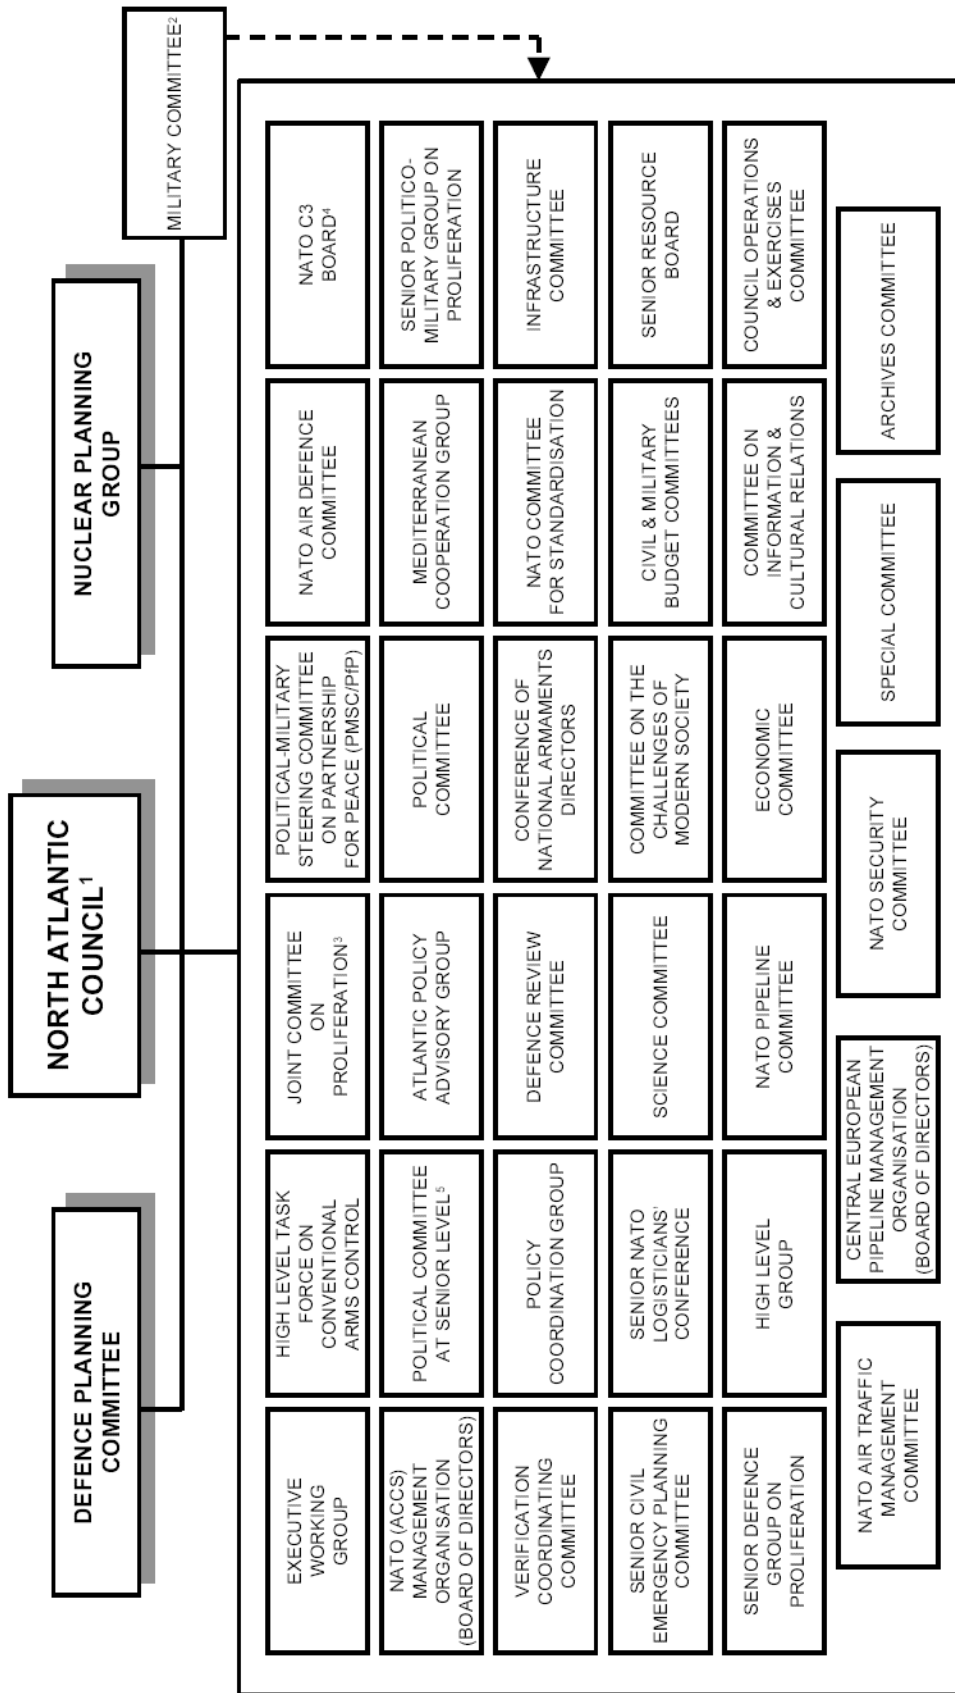 NORTH ATLANTIC
COUNCIL1
DEFENCE PLANNING
COMMITTEE
NUCLEAR PLANNING
GROUP
MILITARY COMMITTEE2
EXECUTIVE
WORKING
GROUP
HIGH LEVEL TASK
FORCE ON
CONVENTIONAL
ARMS CONTROL
JOINT COMMITTEE
ON
PROLIFERATION3
POLITICAL-MILITARY
STEERING COMMITTEE
ON PARTNERSHIP
FOR PEACE (PMSC/PfP)
NATO AIR DEFENCE
COMMITTEE
NATO C3
BOARD4
NATO (ACCS)
MANAGEMENT
ORGANISATION
(BOARD OF DIRECTORS)
POLITICAL COMMITTEE
AT SENIOR LEVEL5
ATLANTIC POLICY
ADVISORY GROUP
POLITICAL
COMMITTEE
MEDITERRANEAN
COOPERATION GROUP
SENIOR POLITICO-
MILITARY GROUP ON
PROLIFERATION
VERIFICATION
COORDINATING
COMMITTEE
POLICY
COORDINATION GROUP
DEFENCE REVIEW
COMMITTEE
CONFERENCE OF
NATIONAL ARMAMENTS
DIRECTORS
NATO COMMITTEE
FOR STANDARDISATION
INFRASTRUCTURE
COMMITTEE
SENIOR CIVIL
EMERGENCY PLANNING
COMMITTEE
SENIOR NATO
LOGISTICIANS'
CONFERENCE
SCIENCE COMMITTEE
COMMITTEE ON THE
CHALLENGES OF
MODERN SOCIETY
CIVIL & MILITARY
BUDGET COMMITTEES
SENIOR RESOURCE
BOARD
SENIOR DEFENCE
GROUP ON
PROLIFERATION
HIGH LEVEL
GROUP
NATO PIPELINE
COMMITTEE
ECONOMIC
COMMITTEE
COMMITTEE ON
INFORMATION &
CULTURAL RELATIONS
COUNCIL OPERATIONS
& EXERCISES
COMMITTEE
NATO AIR TRAFFIC
MANAGEMENT
COMMITTEE
CENTRAL EUROPEAN
PIPELINE MANAGEMENT
ORGANISATION
(BOARD OF DIRECTORS)
NATO SECURITY
COMMITTEE
SPECIAL COMMITTEE
ARCHIVES COMMITTEE